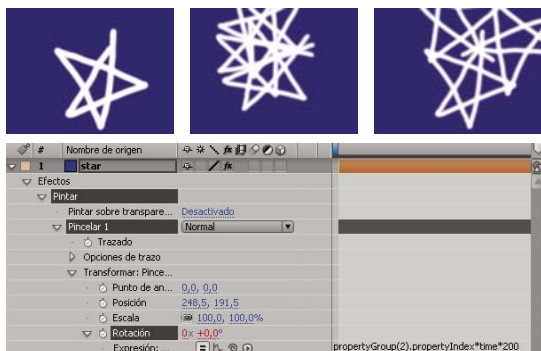 # Nombre de origen
1 star
Efectos
Pintar
Pintar sobre transpare... Desactivado
Pincelar 1 Normal
Trazado
Opciones de trazo
Transformar: Pince...
Punto de an... 0,0, 0,0
Posición 248,5, 191,5
Escala 100,0, 100,0%
Rotación 0x +0,0°
Expresión: ... propertyGroup(2).propertyIndex*time*200